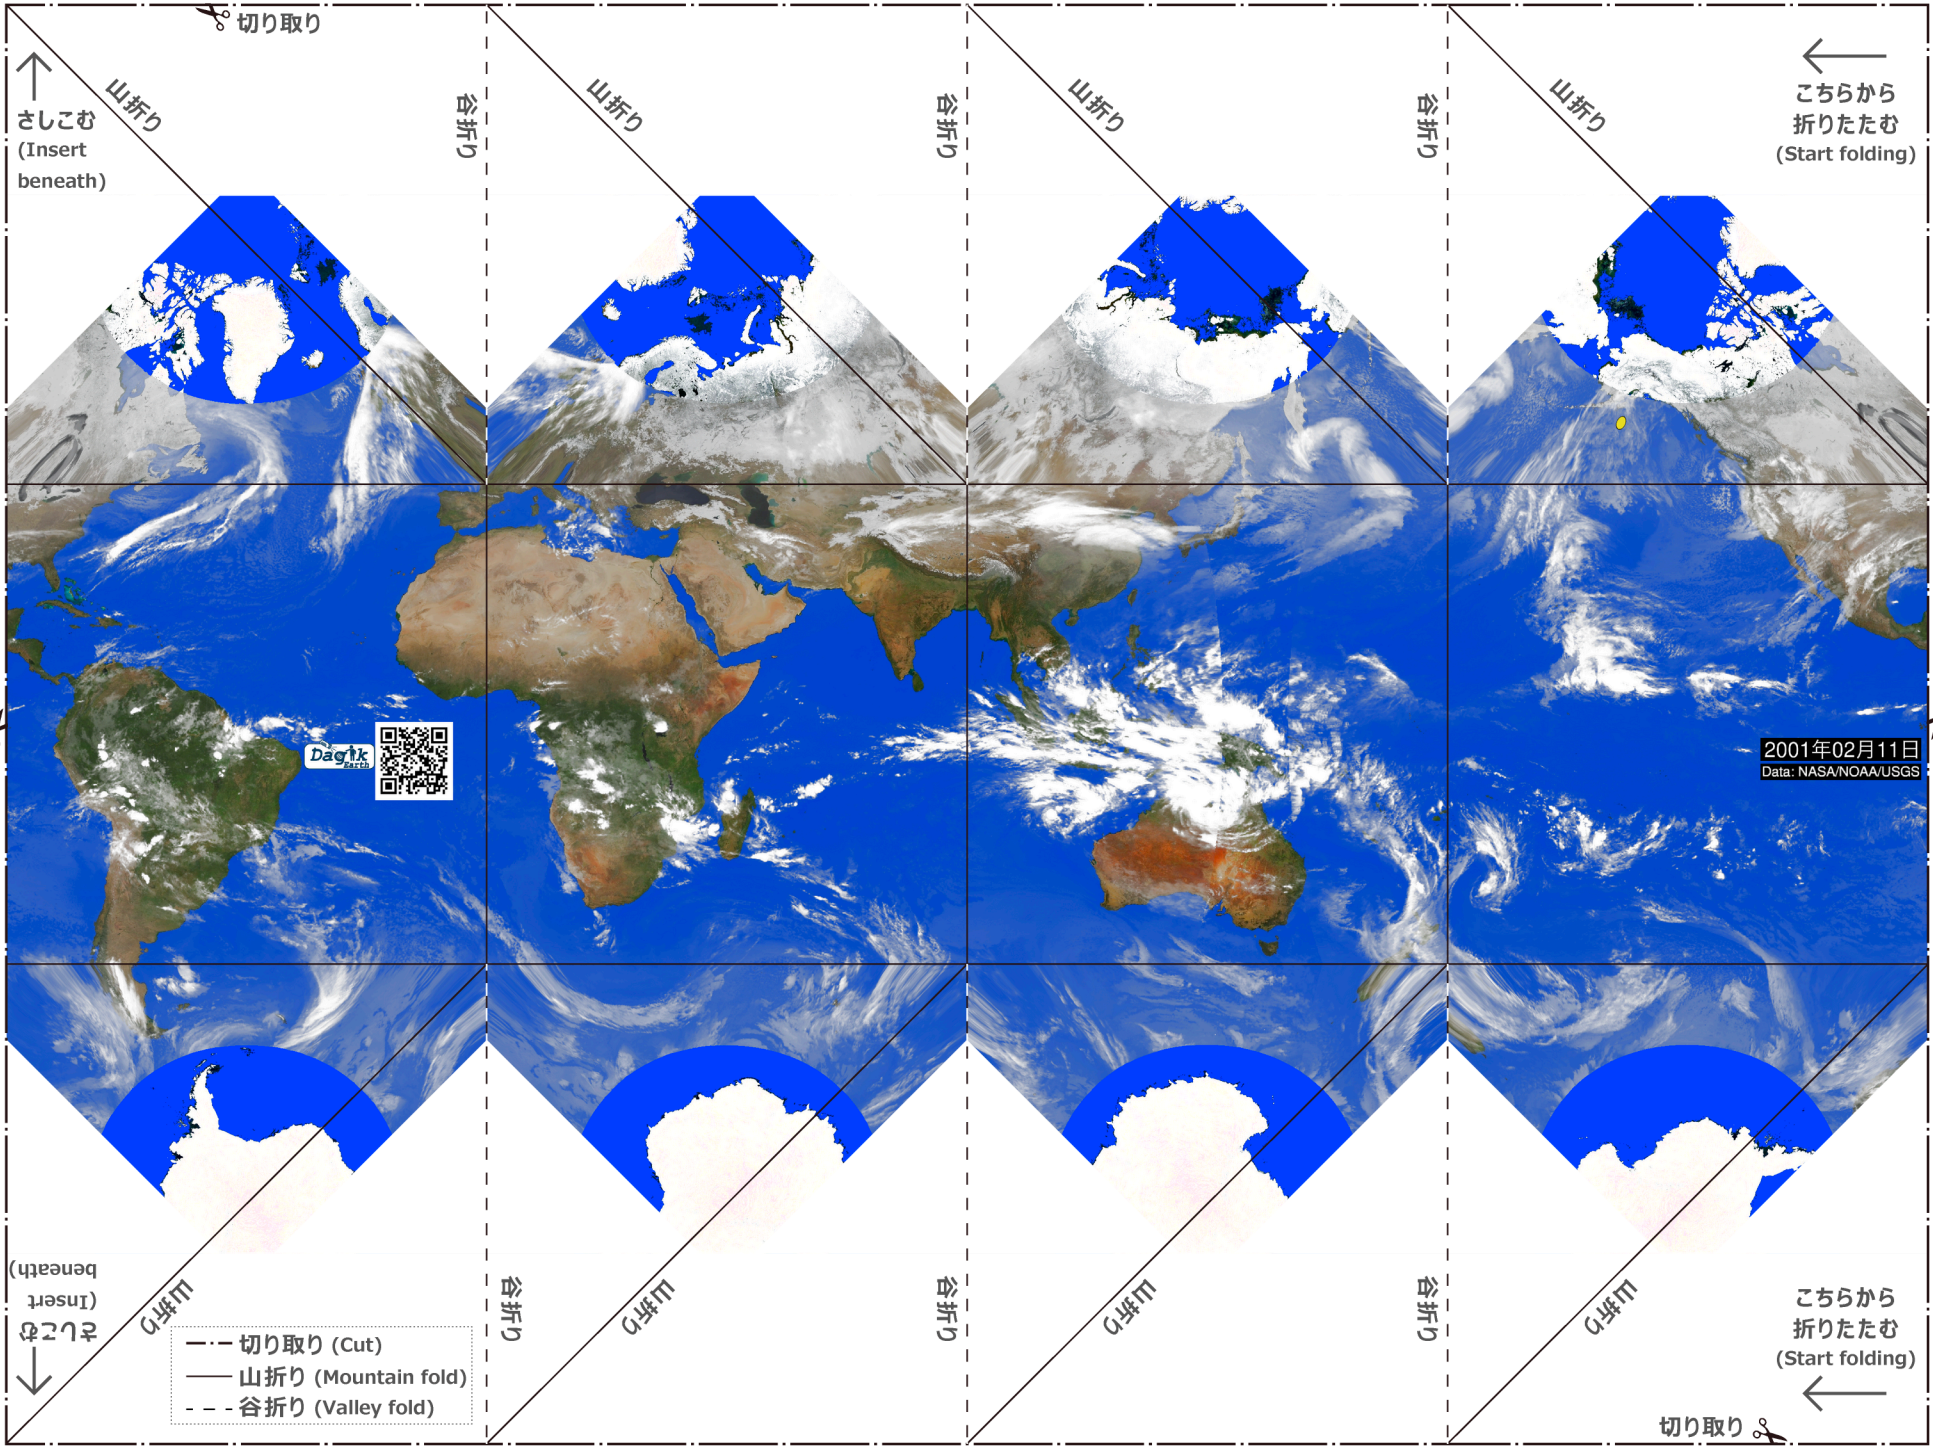 切り取り
山折り
谷折り
山折り
谷折り
山折り
谷折り
山折り
さしこむ
(Insert
beneath)
こちらから
折りたたむ
(Start folding)
Dagik
Earth
2001年02月11日
Data: NASA/NOAA/USGS
さしこむ
(Insert
beneath)
山折り
谷折り
山折り
谷折り
山折り
谷折り
山折り
切り取り (Cut)
山折り (Mountain fold)
谷折り (Valley fold)
こちらから
折りたたむ
(Start folding)
切り取り